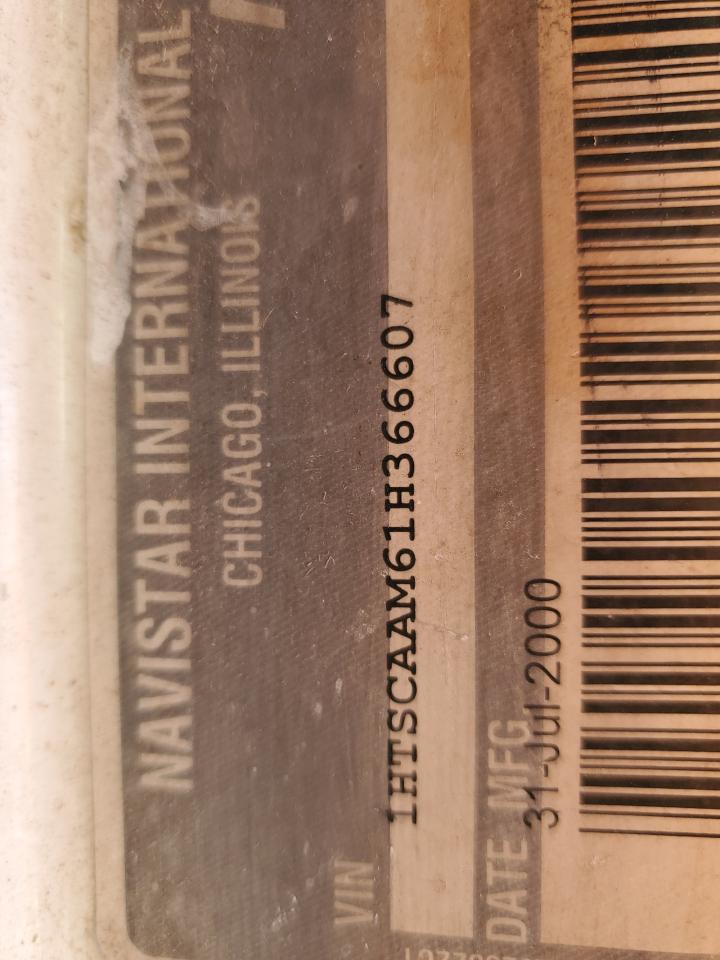 NAVISTAR INTERNATIONAL
CHICAGO, ILLINOIS
VIN
1HTSCAAM61H366607
DATE MFG
31-Jul-2000